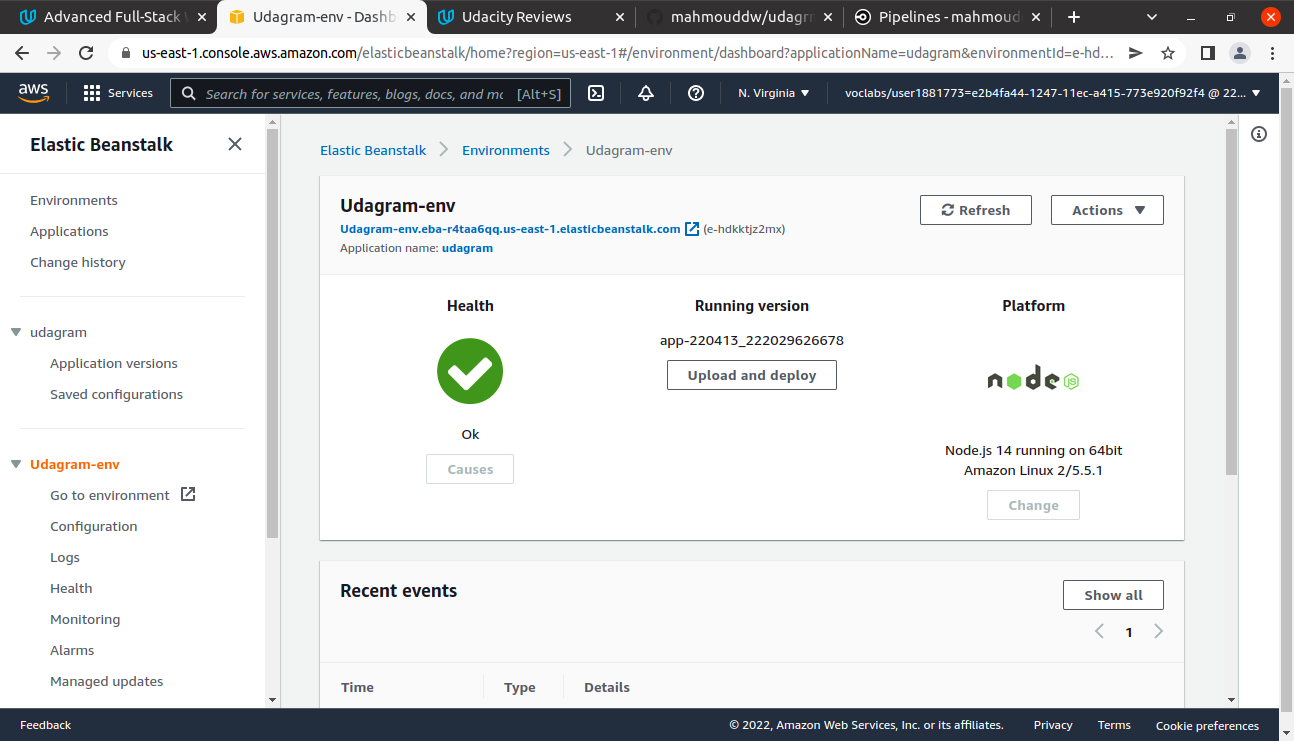 Advanced Full-Stack
Udagram-env - Dashb
Udacity Reviews
mahmouddw/udagr
Pipelines - mahmoud
us-east-1.console.aws.amazon.com/elasticbeanstalk/home?region=us-east-1#/environment/dashboard?applicationName=udagram&environmentId=e-hd...
aws
Services
Search for services, features, blogs, docs, and mo
[Alt+S]
N. Virginia
voclabs/user1881773=e2b4fa44-1247-11ec-a415-773e920f92f4 @ 22...
Elastic Beanstalk
Environments
Applications
Change history
udagram
Application versions
Saved configurations
Udagram-env
Go to environment
Configuration
Logs
Health
Monitoring
Alarms
Managed updates
Elastic Beanstalk
Environments
Udagram-env
Udagram-env
Refresh
Actions
Udagram-env.eba-r4taa6qq.us-east-1.elasticbeanstalk.com (e-hdkktjz2mx)
Application name: udagram
Health
Ok
Causes
Running version
app-220413_222029626678
Upload and deploy
Platform
node JS
Node.js 14 running on 64bit
Amazon Linux 2/5.5.1
Change
Recent events
Show all
1
Time
Type
Details
Feedback
© 2022, Amazon Web Services, Inc. or its affiliates.
Privacy
Terms
Cookie preferences